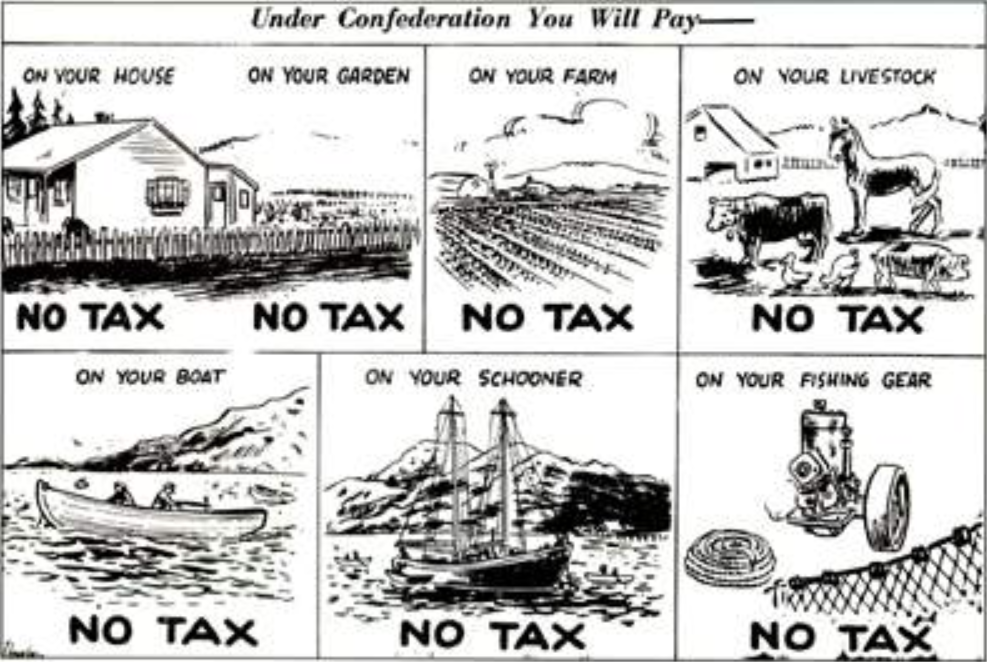 Under Confederation You Will Pay—
ON YOUR HOUSE
ON YOUR GARDEN
ON YOUR FARM
ON YOUR LIVESTOCK
NO TAX
NO TAX
NO TAX
NO TAX
ON YOUR BOAT
ON YOUR SCHOONER
ON YOUR FISHING GEAR
NO TAX
NO TAX
NO TAX